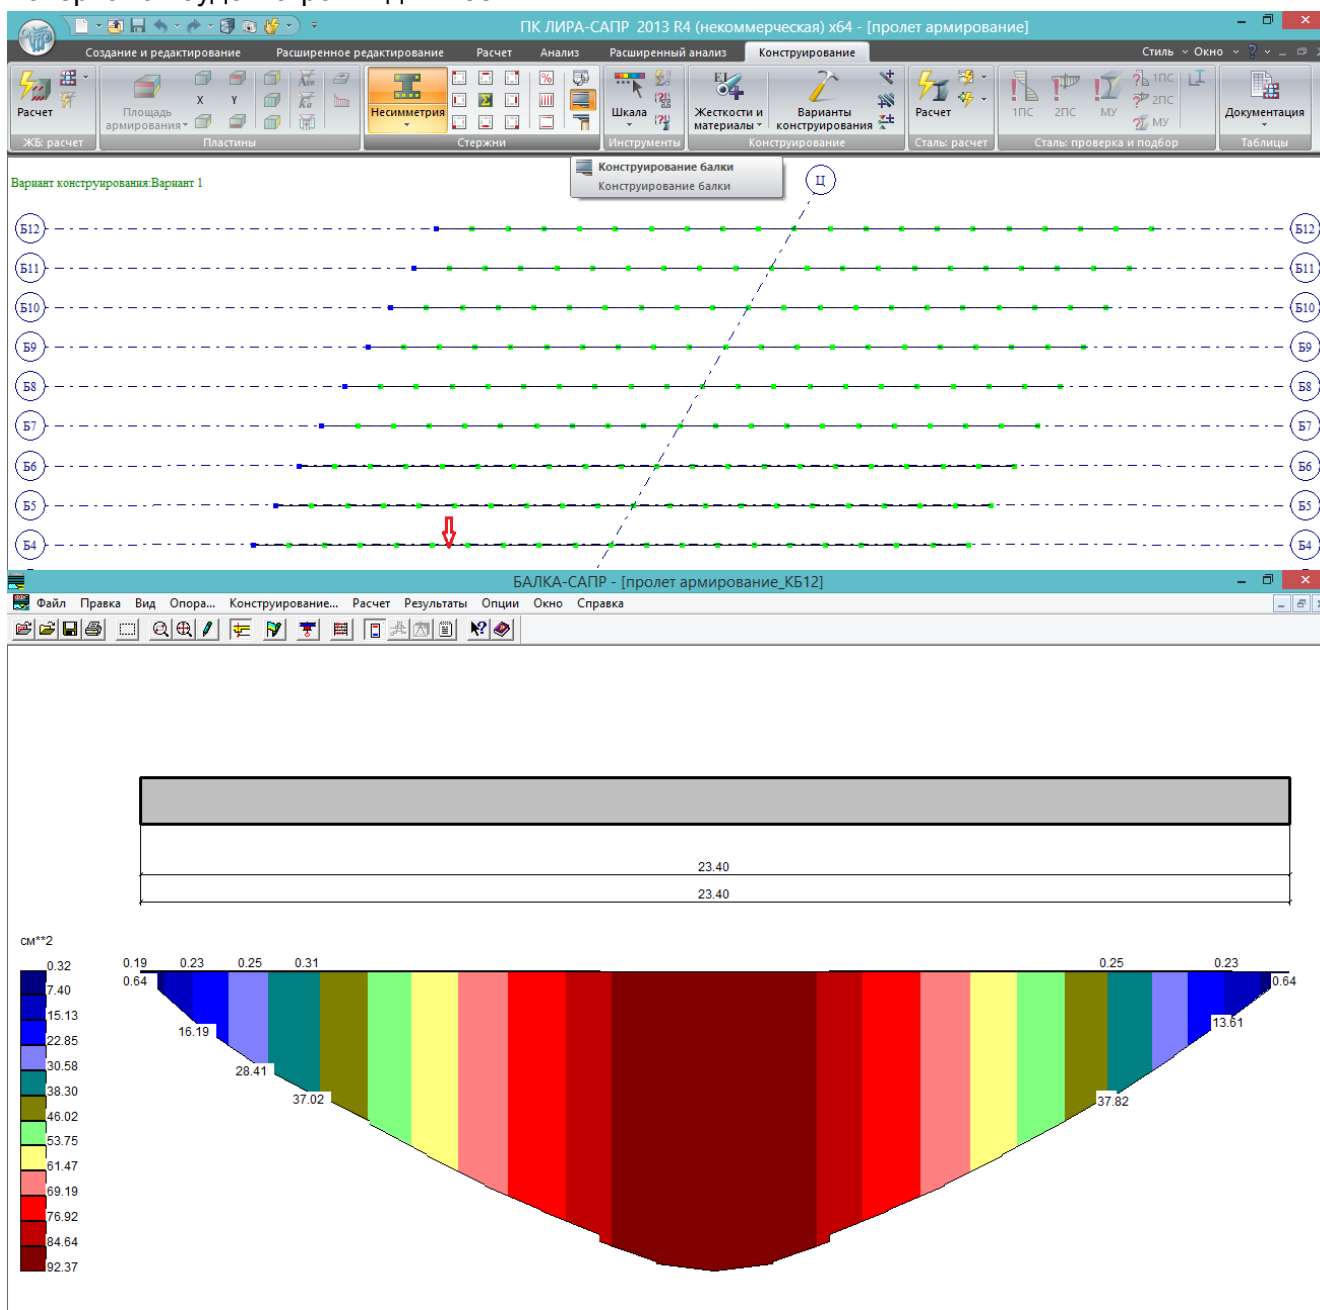 ПК ЛИРА-САПР 2013 R4 (некоммерческая) x64 - [пролет армирование]
Создание и редактирование Расширенное редактирование Расчет Анализ Расширенный анализ Конструирование Стиль Окно
Расчет
Площадь армирования
X Y
Несимметрия
Шкала
Жесткости и материалы
Варианты конструирования
Расчет
1ПС 2ПС МУ
1ПС
2ПС
МУ
Документация
ЖБ: расчет Пластины Стержни Инструменты Конструирование Сталь: расчет Сталь: проверка и подбор Таблицы
Конструирование балки
Конструирование балки
Вариант конструирования:Вариант 1
Ц
Б12 Б12
Б11 Б11
Б10 Б10
Б9 Б9
Б8 Б8
Б7 Б7
Б6 Б6
Б5 Б5
Б4 Б4
БАЛКА-САПР - [пролет армирование_КБ12]
Файл Правка Вид Опора... Конструирование... Расчет Результаты Опции Окно Справка
23.40
23.40
см**2
0.32
7.40
15.13
22.85
30.58
38.30
46.02
53.75
61.47
69.19
76.92
84.64
92.37
0.19 0.23 0.25 0.31 0.25 0.23
0.64 0.64
16.19 13.61
28.41
37.02 37.82